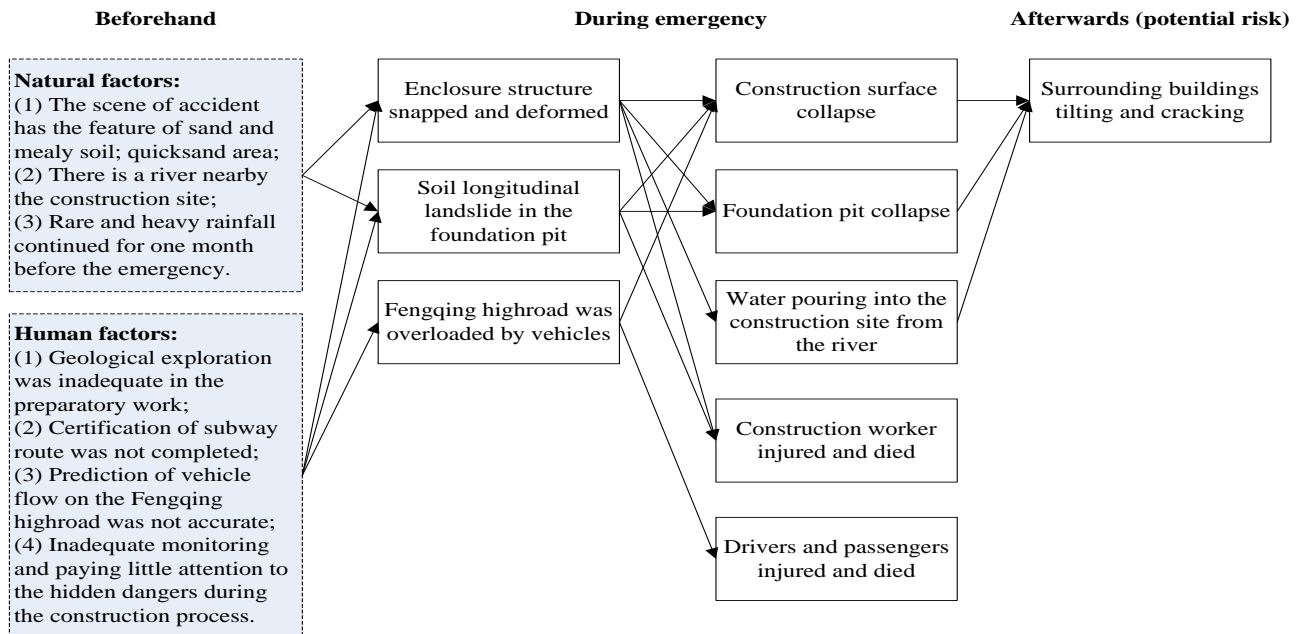 Beforehand
During emergency
Afterwards (potential risk)
Natural factors:
(1) The scene of accident
has the feature of sand and
mealy soil; quicksand area;
(2) There is a river nearby
the construction site;
(3) Rare and heavy rainfall
continued for one month
before the emergency.
Human factors:
(1) Geological exploration
was inadequate in the
preparatory work;
(2) Certification of subway
route was not completed;
(3) Prediction of vehicle
flow on the Fengqing
highroad was not accurate;
(4) Inadequate monitoring
and paying little attention to
the hidden dangers during
the construction process.
Enclosure structure
snapped and deformed
Soil longitudinal
landslide in the
foundation pit
Fengqing highroad was
overloaded by vehicles
Construction surface
collapse
Foundation pit collapse
Water pouring into the
construction site from
the river
Construction worker
injured and died
Drivers and passengers
injured and died
Surrounding buildings
tilting and cracking